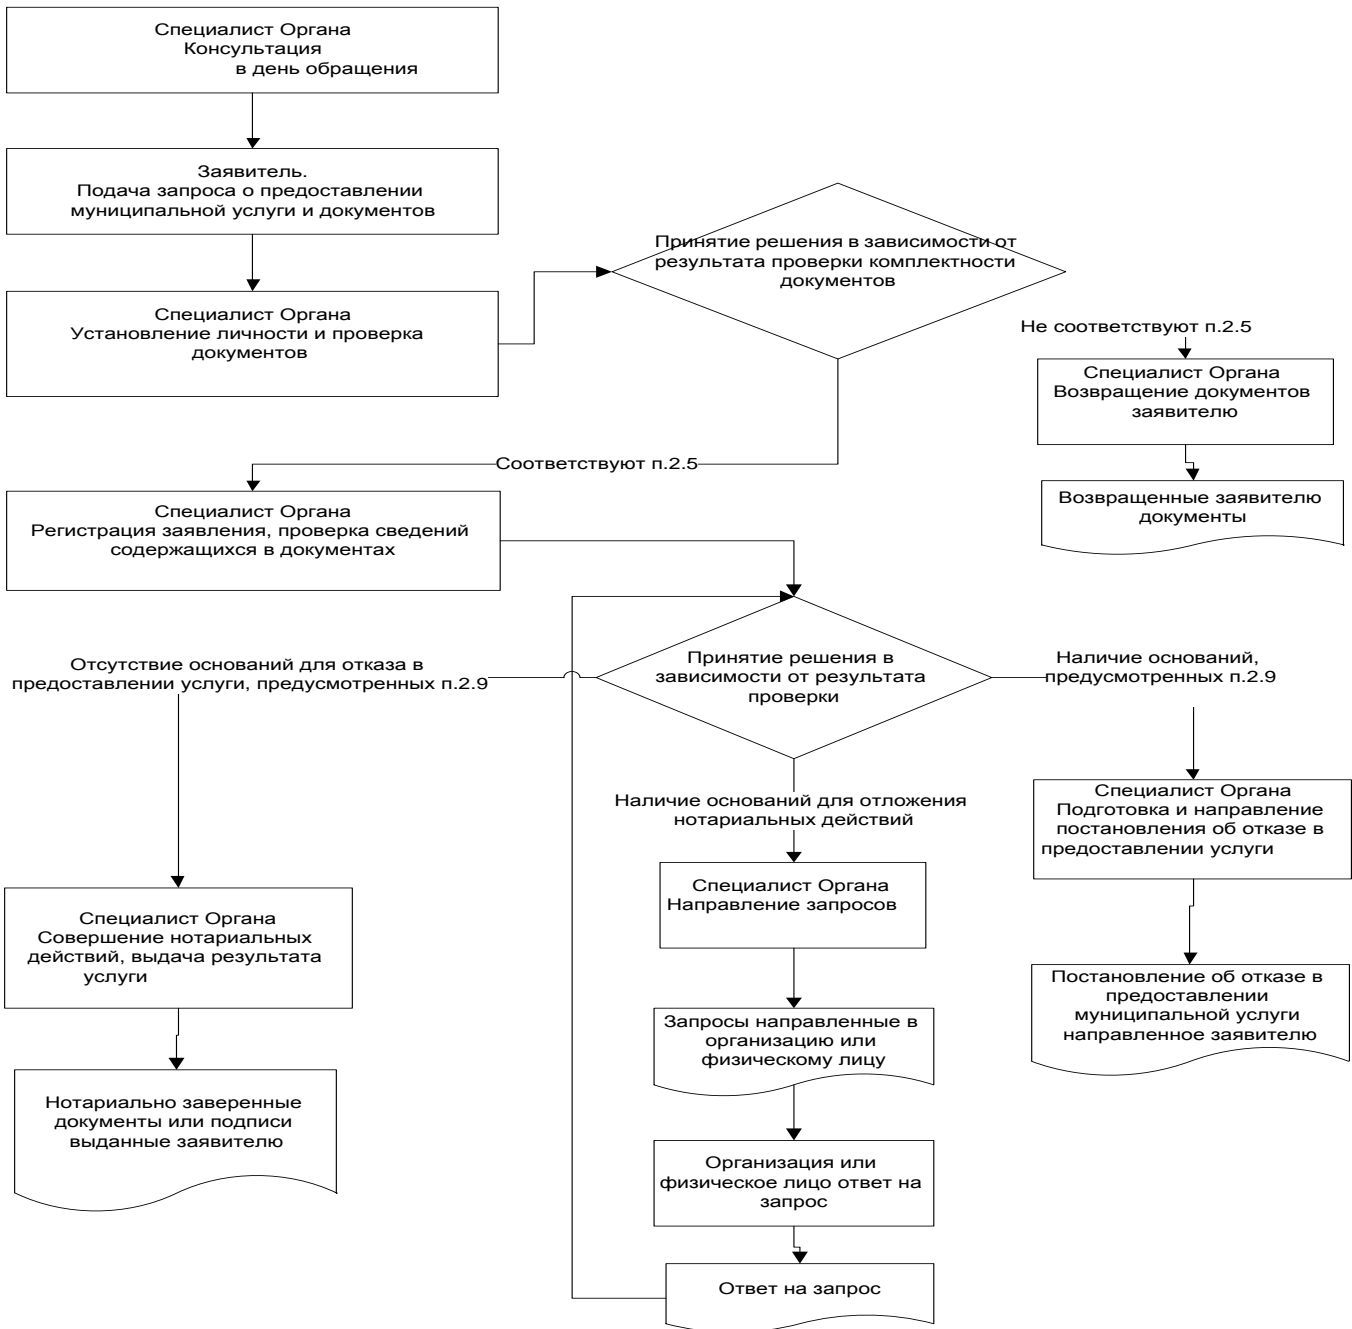 Специалист Органа
Консультация
в день обращения
Заявитель.
Подача запроса о предоставлении
муниципальной услуги и документов
Специалист Органа
Установление личности и проверка
документов
Принятие решения в зависимости от
результата проверки комплектности
документов
Не соответствуют п.2.5
Специалист Органа
Возвращение документов
заявителю
Возвращенные заявителю
документы
Соответствуют п.2.5
Специалист Органа
Регистрация заявления, проверка сведений
содержащихся в документах
Принятие решения в
зависимости от результата
проверки
Отсутствие оснований для отказа в
предоставлении услуги, предусмотренных п.2.9
Наличие оснований,
предусмотренных п.2.9
Наличие оснований для отложения
нотариальных действий
Специалист Органа
Подготовка и направление
постановления об отказе в
предоставлении услуги
Специалист Органа
Направление запросов
Специалист Органа
Совершение нотариальных
действий, выдача результата
услуги
Постановление об отказе в
предоставлении
муниципальной услуги
направленное заявителю
Запросы направленные в
организацию или
физическому лицу
Нотариально заверенные
документы или подписи
выданные заявителю
Организация или
физическое лицо ответ на
запрос
Ответ на запрос